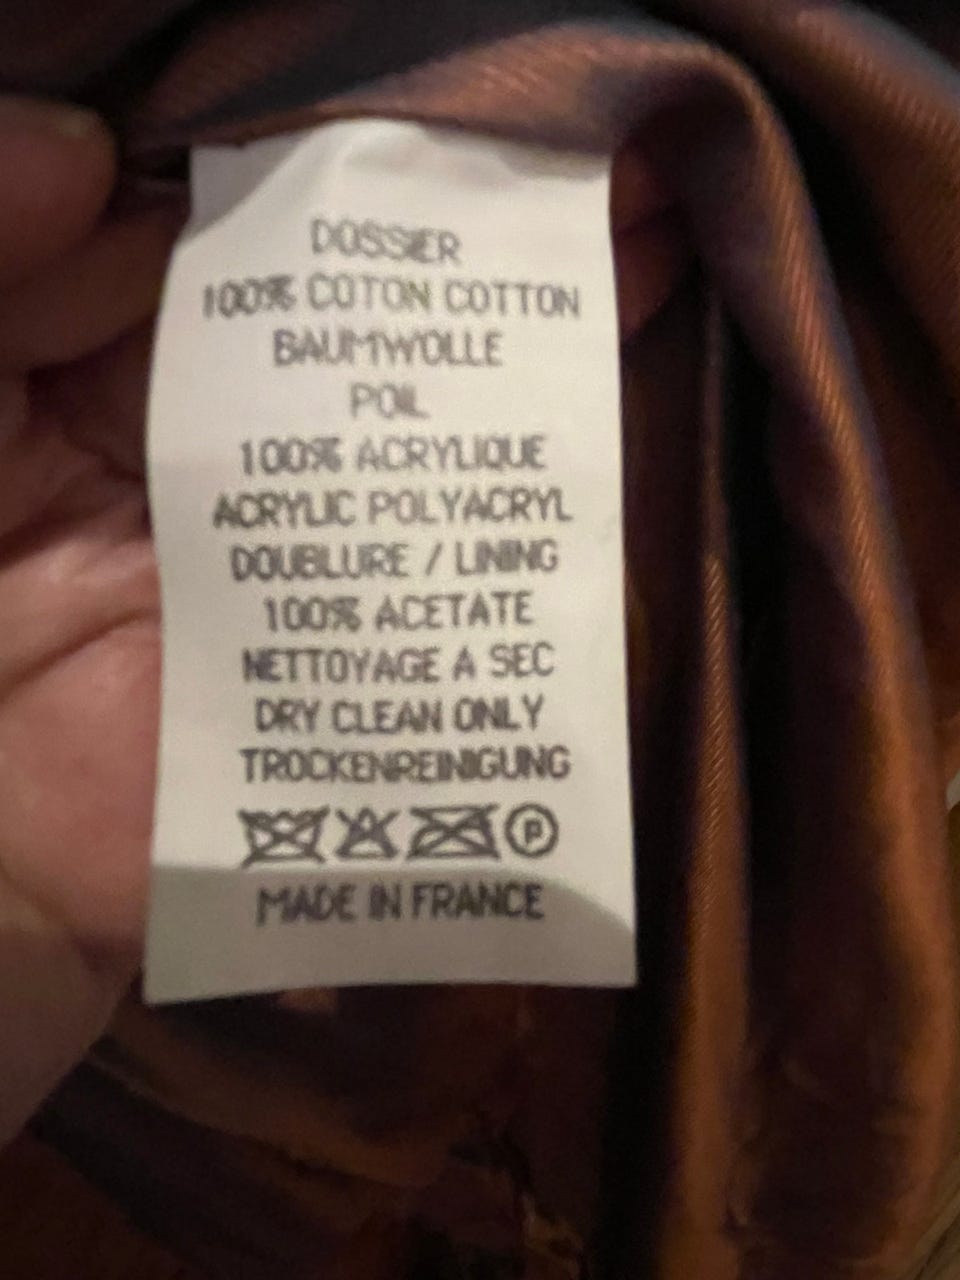 DOSSIER
100% COTON COTTON
BAUMWOLLE
POIL
100% ACRYLIQUE
ACRYLIC POLYACRYL
DOUBLURE / LINING
100% ACETATE
NETTOYAGE A SEC
DRY CLEAN ONLY
TROCKENREINIGUNG
P
MADE IN FRANCE